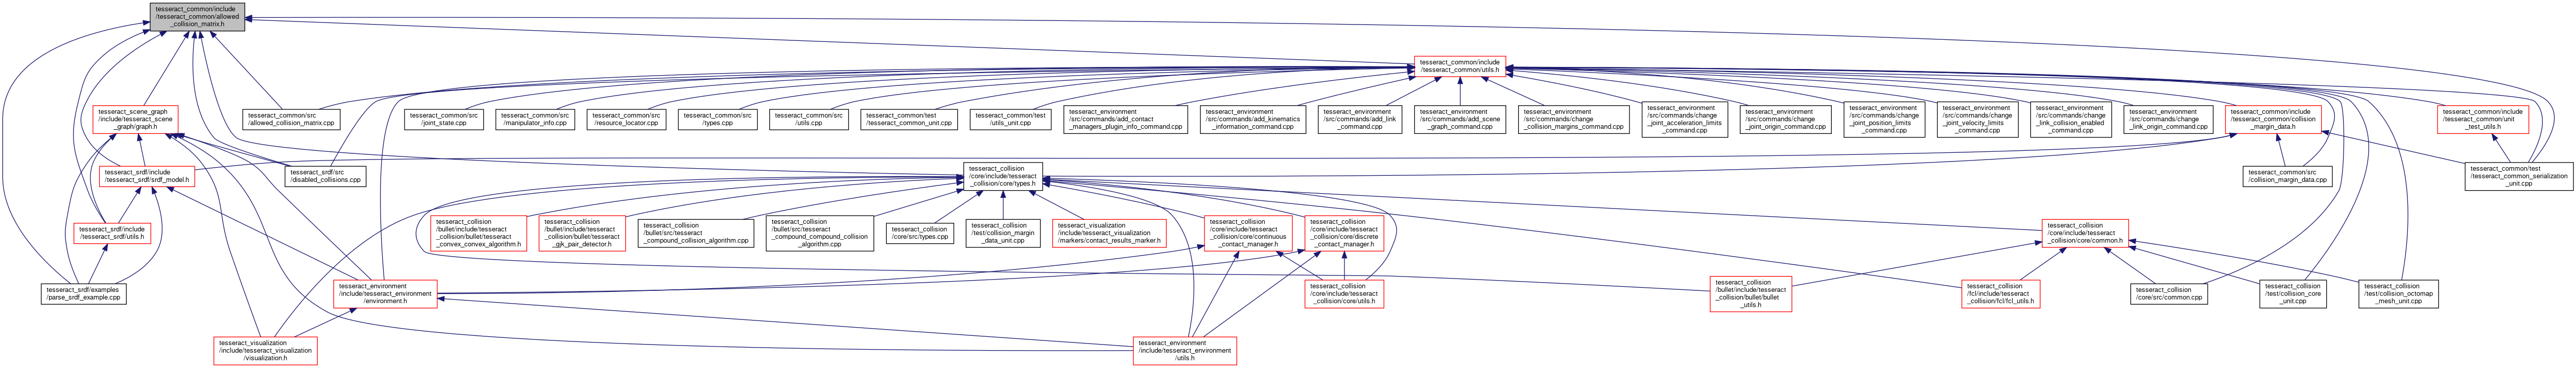 tesseract_common/include
/tesseract_common/allowed
_collision_matrix.h
tesseract_common/include
/tesseract_common/utils.h
tesseract_scene_graph
/include/tesseract_scene
_graph/graph.h
tesseract_common/src
/allowed_collision_matrix.cpp
tesseract_common/src
/joint_state.cpp
tesseract_common/src
/manipulator_info.cpp
tesseract_common/src
/resource_locator.cpp
tesseract_common/src
/types.cpp
tesseract_common/src
/utils.cpp
tesseract_common/test
/tesseract_common_unit.cpp
tesseract_common/test
/utils_unit.cpp
tesseract_environment
/src/commands/add_contact
_managers_plugin_info_command.cpp
tesseract_environment
/src/commands/add_kinematics
_information_command.cpp
tesseract_environment
/src/commands/add_link
_command.cpp
tesseract_environment
/src/commands/add_scene
_graph_command.cpp
tesseract_environment
/src/commands/change
_collision_margins_command.cpp
tesseract_environment
/src/commands/change
_joint_acceleration_limits
_command.cpp
tesseract_environment
/src/commands/change
_joint_origin_command.cpp
tesseract_environment
/src/commands/change
_joint_position_limits
_command.cpp
tesseract_environment
/src/commands/change
_joint_velocity_limits
_command.cpp
tesseract_environment
/src/commands/change
_link_collision_enabled
_command.cpp
tesseract_environment
/src/commands/change
_link_origin_command.cpp
tesseract_common/include
/tesseract_common/collision
_margin_data.h
tesseract_common/include
/tesseract_common/unit
_test_utils.h
tesseract_srdf/include
/tesseract_srdf/srdf_model.h
tesseract_srdf/src
/disabled_collisions.cpp
tesseract_collision
/core/include/tesseract
_collision/core/types.h
tesseract_common/src
/collision_margin_data.cpp
tesseract_common/test
/tesseract_common_serialization
_unit.cpp
tesseract_srdf/include
/tesseract_srdf/utils.h
tesseract_collision
/bullet/include/tesseract
_collision/bullet/tesseract
_convex_convex_algorithm.h
tesseract_collision
/bullet/include/tesseract
_collision/bullet/tesseract
_gjk_pair_detector.h
tesseract_collision
/bullet/src/tesseract
_compound_collision_algorithm.cpp
tesseract_collision
/bullet/src/tesseract
_compound_compound_collision
_algorithm.cpp
tesseract_collision
/core/src/types.cpp
tesseract_collision
/test/collision_margin
_data_unit.cpp
tesseract_visualization
/include/tesseract_visualization
/markers/contact_results_marker.h
tesseract_collision
/core/include/tesseract
_collision/core/continuous
_contact_manager.h
tesseract_collision
/core/include/tesseract
_collision/core/discrete
_contact_manager.h
tesseract_collision
/core/include/tesseract
_collision/core/common.h
tesseract_srdf/examples
/parse_srdf_example.cpp
tesseract_environment
/include/tesseract_environment
/environment.h
tesseract_collision
/core/include/tesseract
_collision/core/utils.h
tesseract_collision
/bullet/include/tesseract
_collision/bullet/bullet
_utils.h
tesseract_collision
/fcl/include/tesseract
_collision/fcl/fcl_utils.h
tesseract_collision
/core/src/common.cpp
tesseract_collision
/test/collision_core
_unit.cpp
tesseract_collision
/test/collision_octomap
_mesh_unit.cpp
tesseract_visualization
/include/tesseract_visualization
/visualization.h
tesseract_environment
/include/tesseract_environment
/utils.h